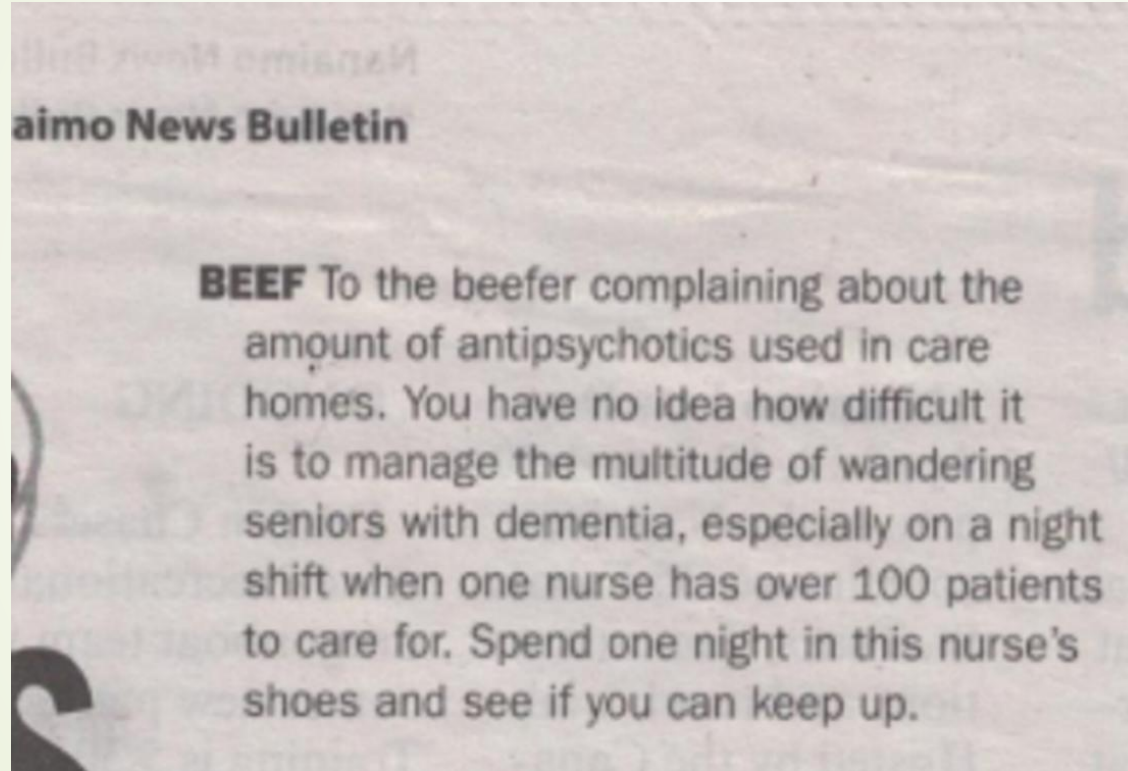 aimo News Bulletin
BEEF To the beefer complaining about the
amount of antipsychotics used in care
homes. You have no idea how difficult it
is to manage the multitude of wandering
seniors with dementia, especially on a night
shift when one nurse has over 100 patients
to care for. Spend one night in this nurse's
shoes and see if you can keep up.
S